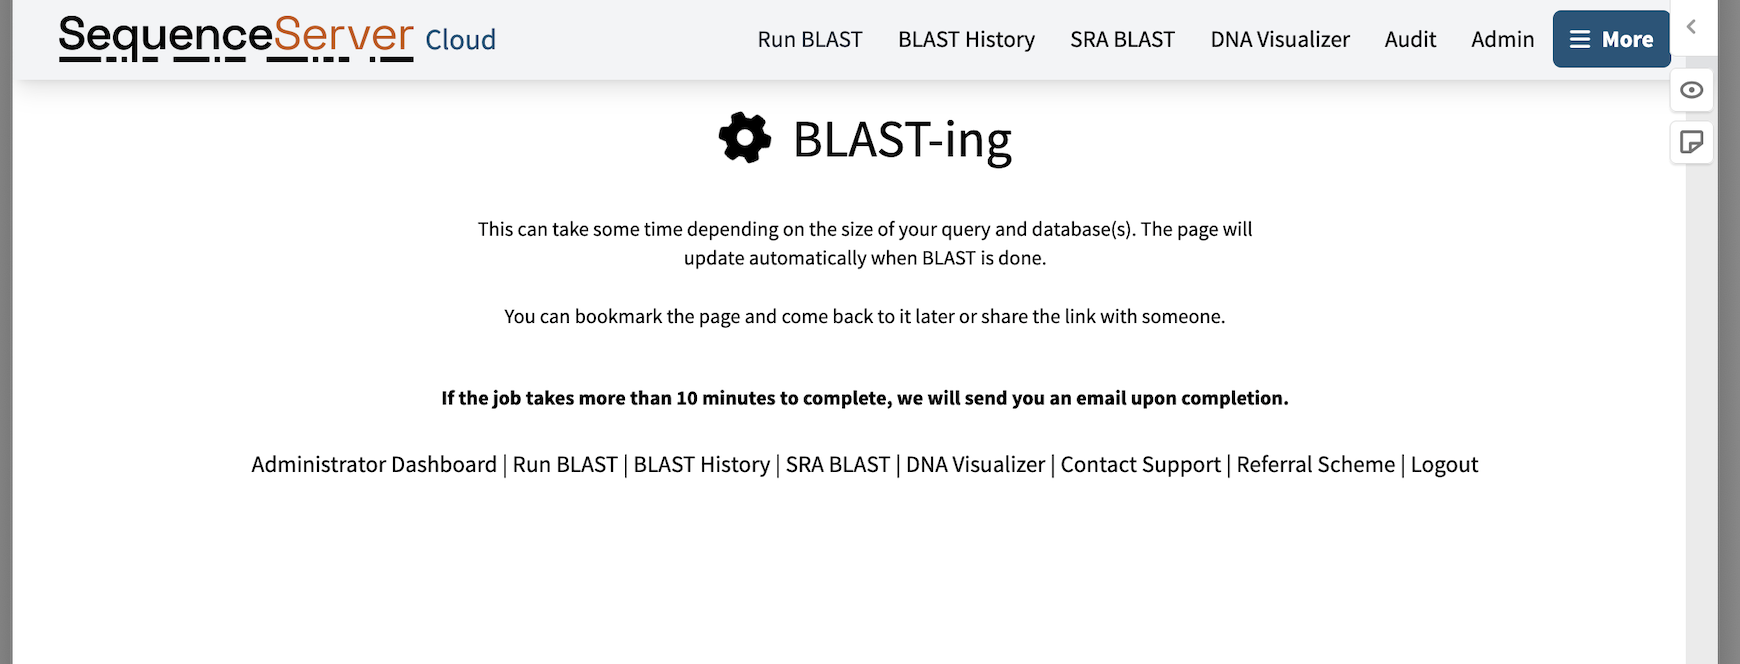 SequenceServer Cloud
Run BLAST BLAST History SRA BLAST DNA Visualizer Audit Admin More
BLAST-ing
This can take some time depending on the size of your query and database(s). The page will
update automatically when BLAST is done.
You can bookmark the page and come back to it later or share the link with someone.
If the job takes more than 10 minutes to complete, we will send you an email upon completion.
Administrator Dashboard | Run BLAST | BLAST History | SRA BLAST | DNA Visualizer | Contact Support | Referral Scheme | Logout